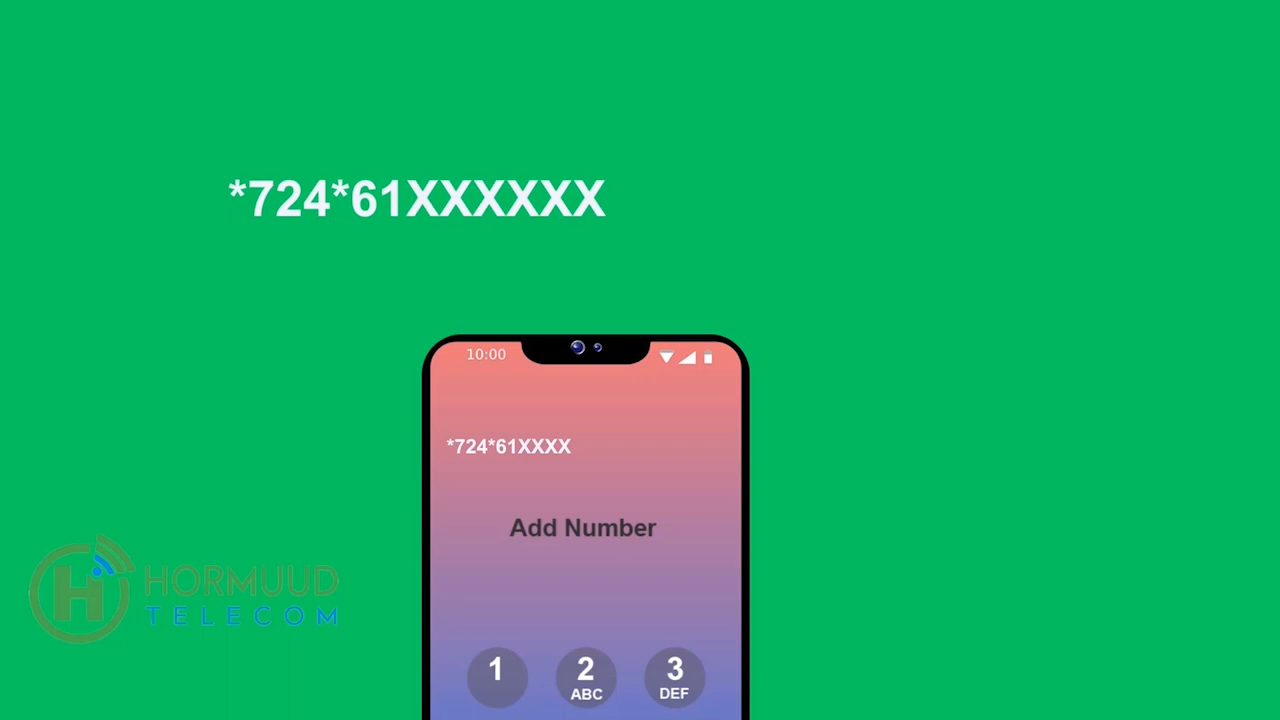 *724*61XXXXXX
10:00
*724*61XXXX
Add Number
HORMUUD
TELECOM
1 2 3
ABC DEF